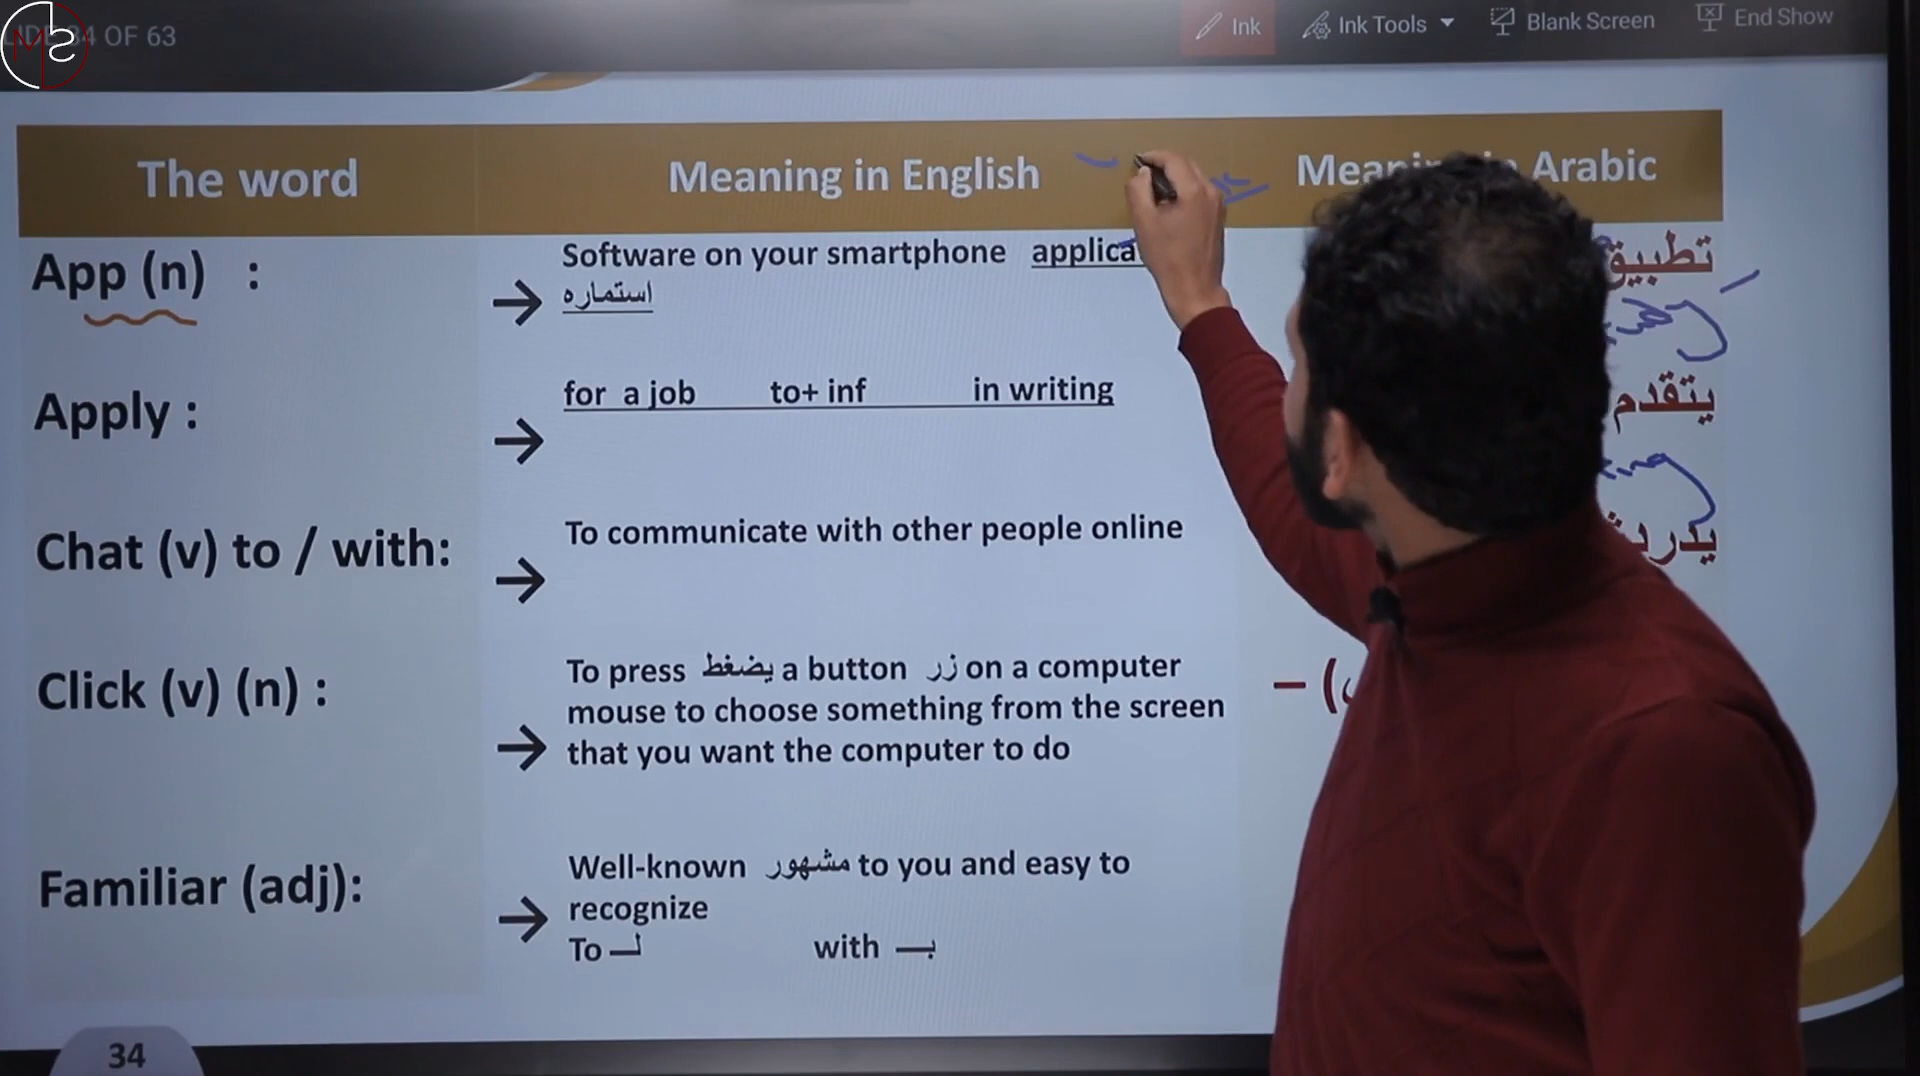 34 OF 63
Ink
Ink Tools
Blank Screen
End Show
The word
Meaning in English
Arabic
App (n) :
Software on your smartphone
استماره
تطبيق
Apply :
for a job to+ inf in writing
يتقدم
Chat (v) to / with:
To communicate with other people online
Click (v) (n) :
To press يضغط a button زر on a computer
mouse to choose something from the screen
that you want the computer to do
Familiar (adj):
Well-known مشهور to you and easy to
recognize
To لـ with بـ
34